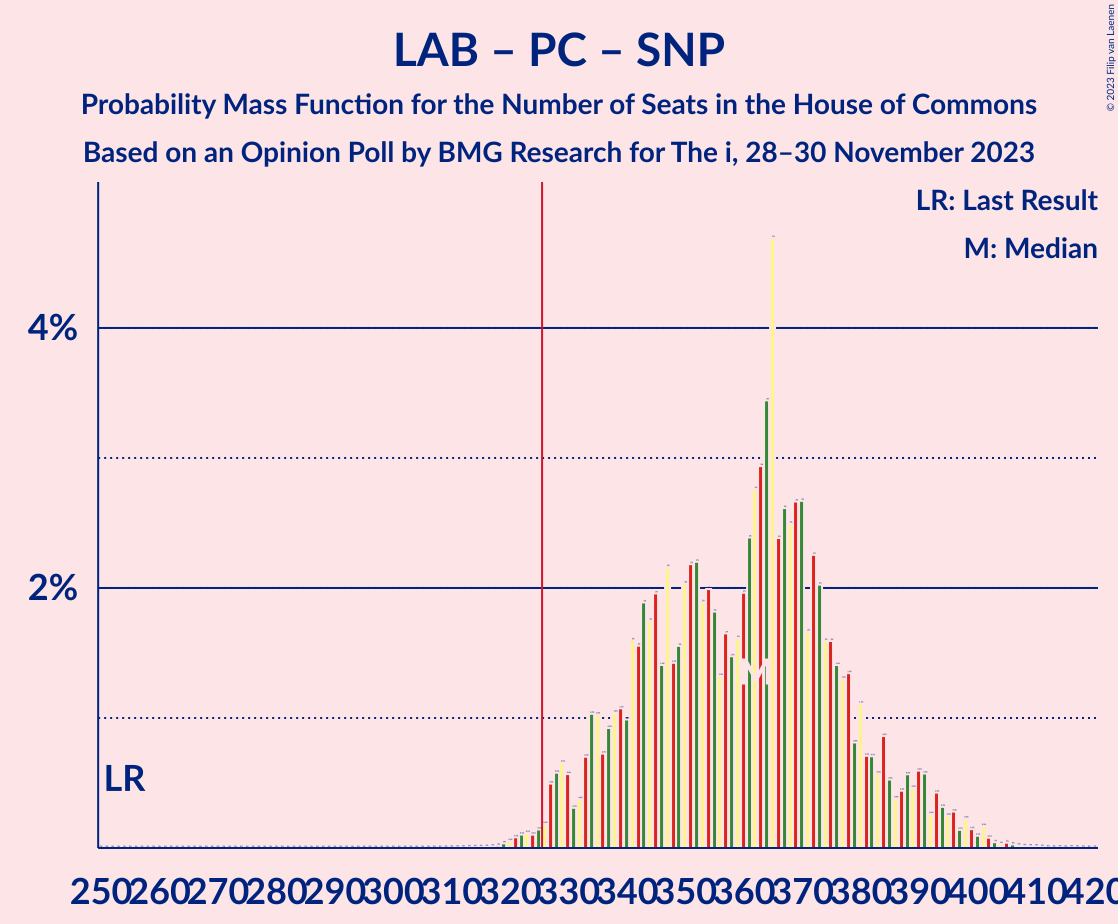 LAB – PC – SNP
Probability Mass Function for the Number of Seats in the House of Commons
Based on an Opinion Poll by BMG Research for The i, 28–30 November 2023
© 2023 Filip van Laenen
LR: Last Result
M: Median
4%
2%
LR
M
250 260 270 280 290 300 310 320 330 340 350 360 370 380 390 400 410 420